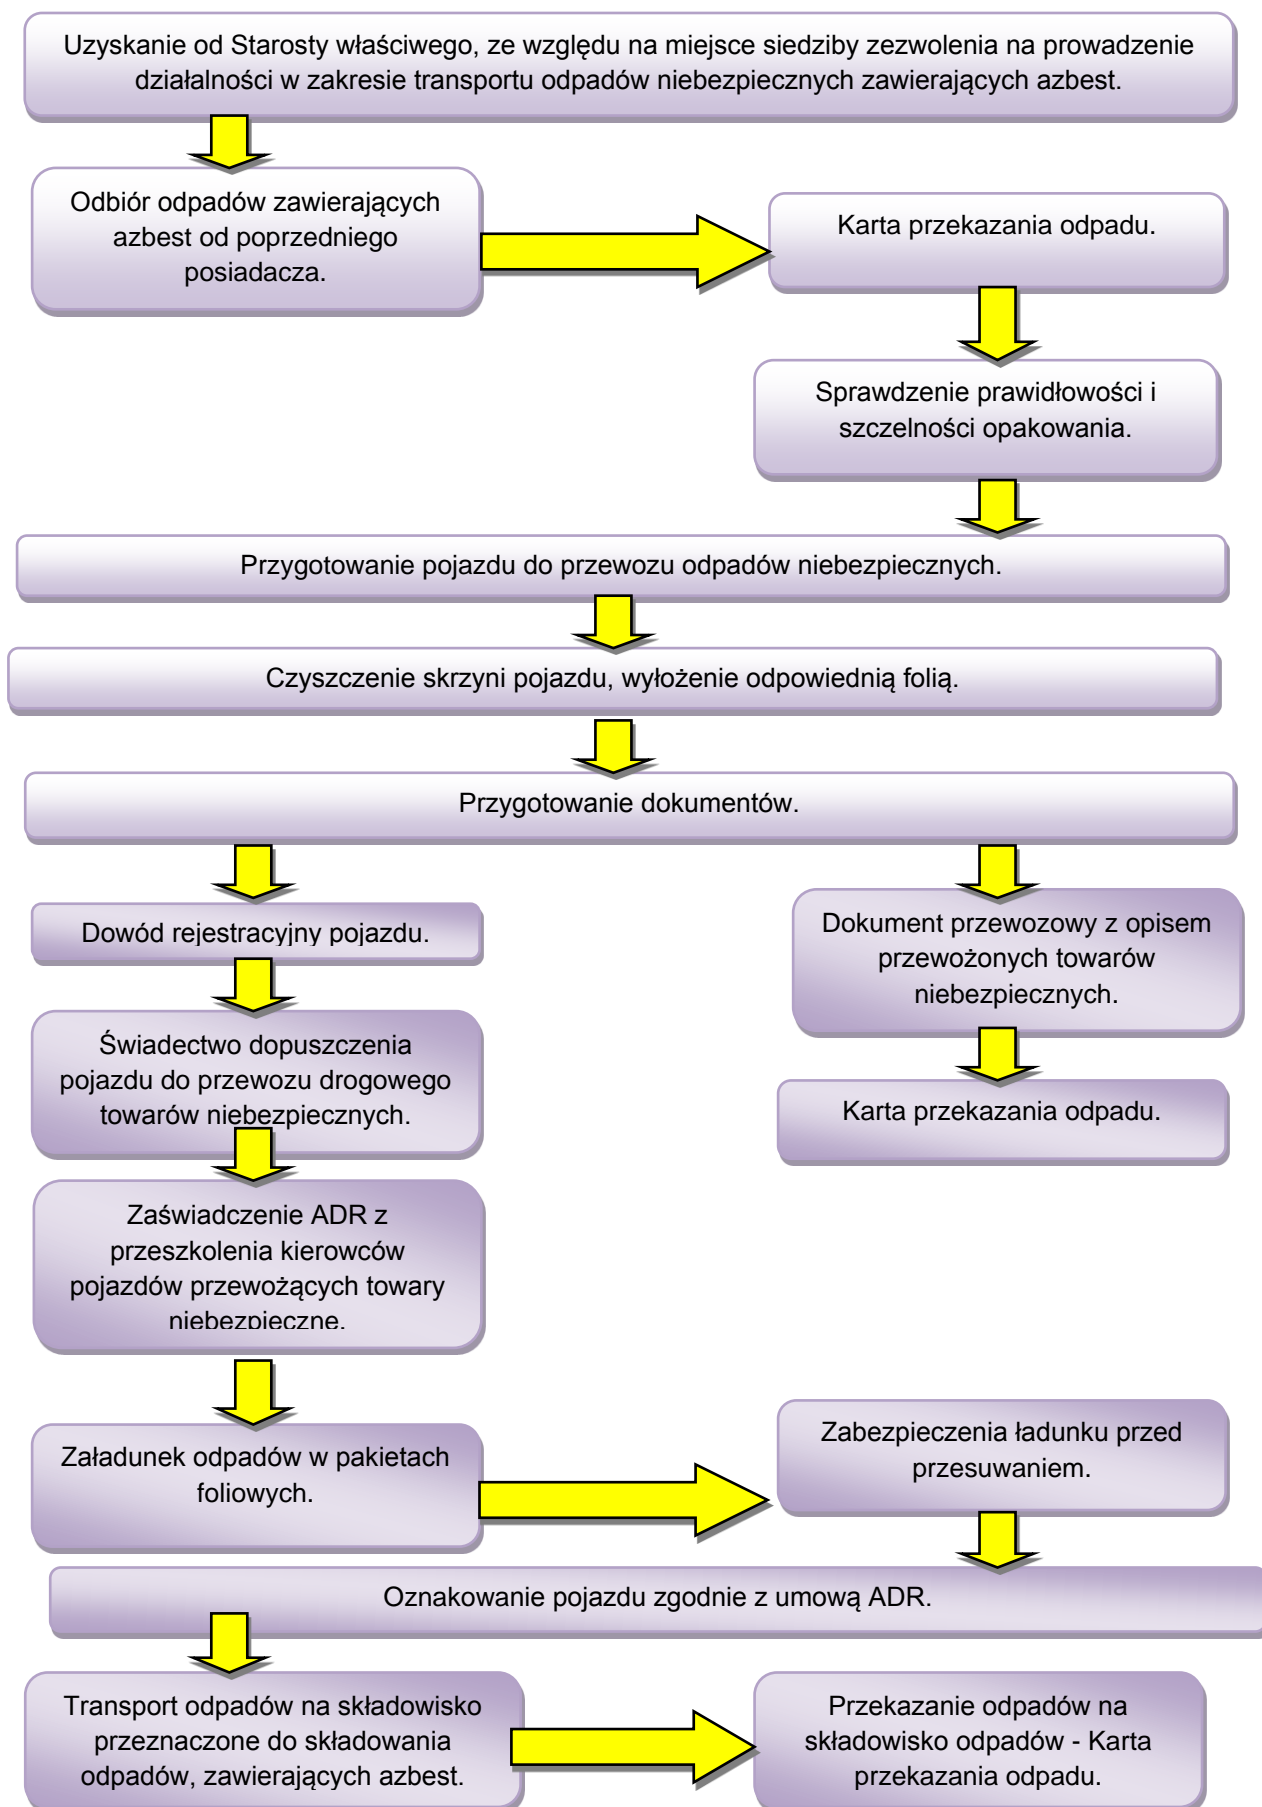 Uzyskanie od Starosty właściwego, ze względu na miejsce siedziby zezwolenia na prowadzenie
działalności w zakresie transportu odpadów niebezpiecznych zawierających azbest.
Odbiór odpadów zawierających
azbest od poprzedniego
posiadacza.
Karta przekazania odpadu.
Sprawdzenie prawidłowości i
szczelności opakowania.
Przygotowanie pojazdu do przewozu odpadów niebezpiecznych.
Czyszczenie skrzyni pojazdu, wyłożenie odpowiednią folią.
Przygotowanie dokumentów.
Dowód rejestracyjny pojazdu.
Świadectwo dopuszczenia
pojazdu do przewozu drogowego
towarów niebezpiecznych.
Zaświadczenie ADR z
przeszkolenia kierowców
pojazdów przewożących towary
niebezpieczne.
Dokument przewozowy z opisem
przewożonych towarów
niebezpiecznych.
Karta przekazania odpadu.
Załadunek odpadów w pakietach
foliowych.
Zabezpieczenia ładunku przed
przesuwaniem.
Oznakowanie pojazdu zgodnie z umową ADR.
Transport odpadów na składowisko
przeznaczone do składowania
odpadów, zawierających azbest.
Przekazanie odpadów na
składowisko odpadów - Karta
przekazania odpadu.